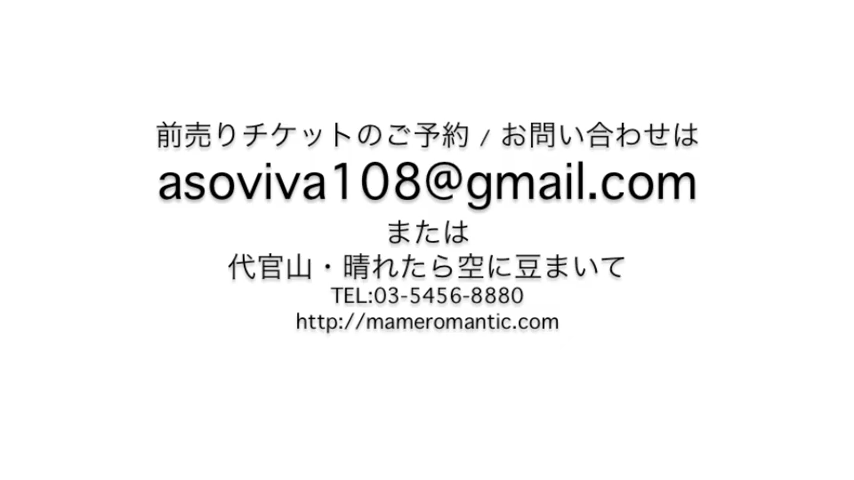 前売りチケットのご予約 / お問い合わせは
asoviva108@gmail.com
または
代官山・晴れたら空に豆まいて
TEL:03-5456-8880
http://mameromantic.com